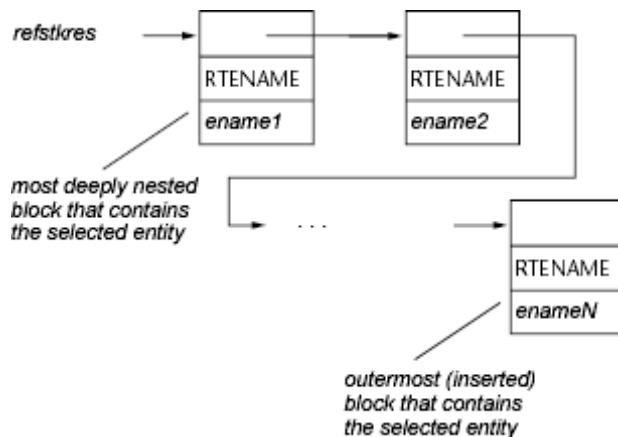 refstkres
RTENAME
RTENAME
ename1
ename2
most deeply nested
block that contains
the selected entity
. . .
RTENAME
enameN
outermost (inserted)
block that contains
the selected entity